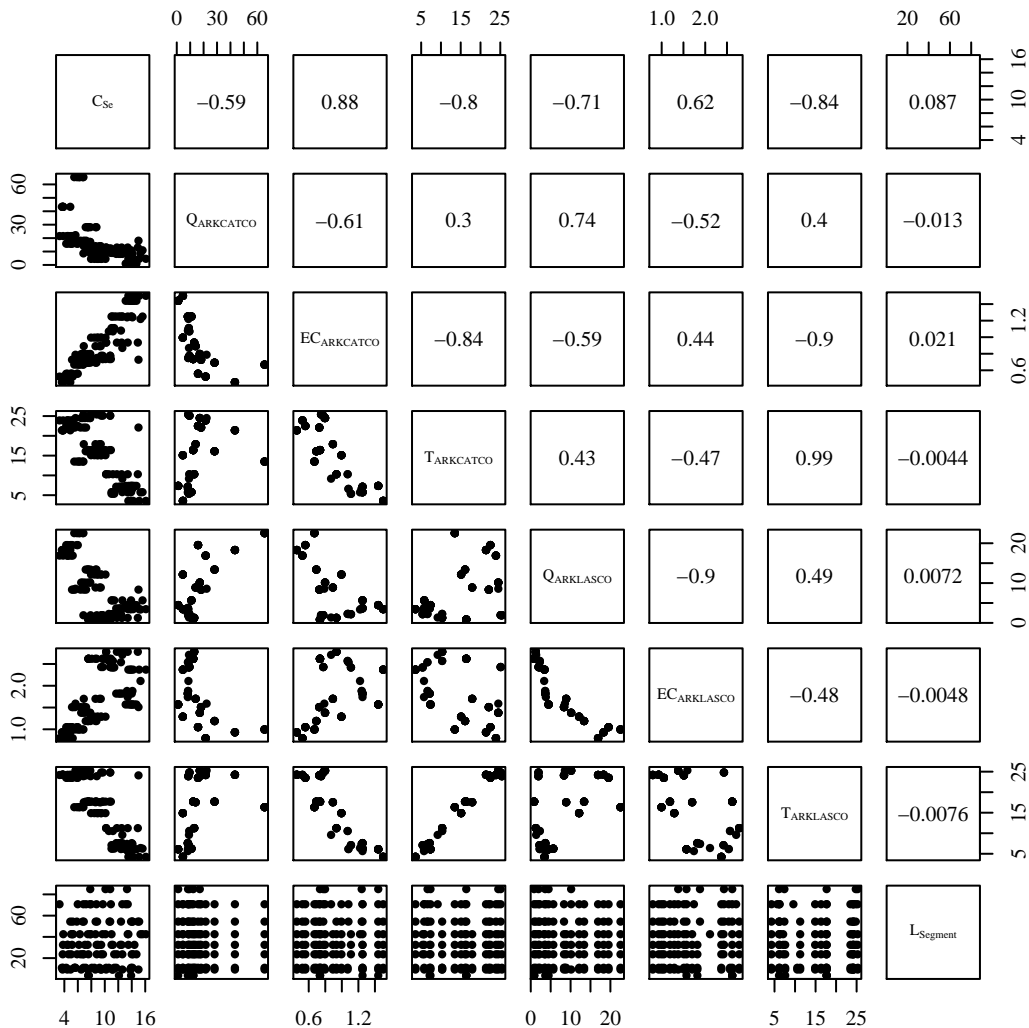 0 30 60 5 15 25 1.0 2.0 20 60
C_Se −0.59 0.88 −0.8 −0.71 0.62 −0.84 0.087 4 10 16
0 30 60 Q_ARKCATCO −0.61 0.3 0.74 −0.52 0.4 −0.013
EC_ARKCATCO −0.84 −0.59 0.44 −0.9 0.021 0.6 1.2
5 15 25 T_ARKCATCO 0.43 −0.47 0.99 −0.0044
Q_ARKLASCO −0.9 0.49 0.0072 0 10 20
1.0 2.0 EC_ARKLASCO −0.48 −0.0048
T_ARKLASCO −0.0076 5 15 25
20 60 L_Segment
4 10 16 0.6 1.2 0 10 20 5 15 25